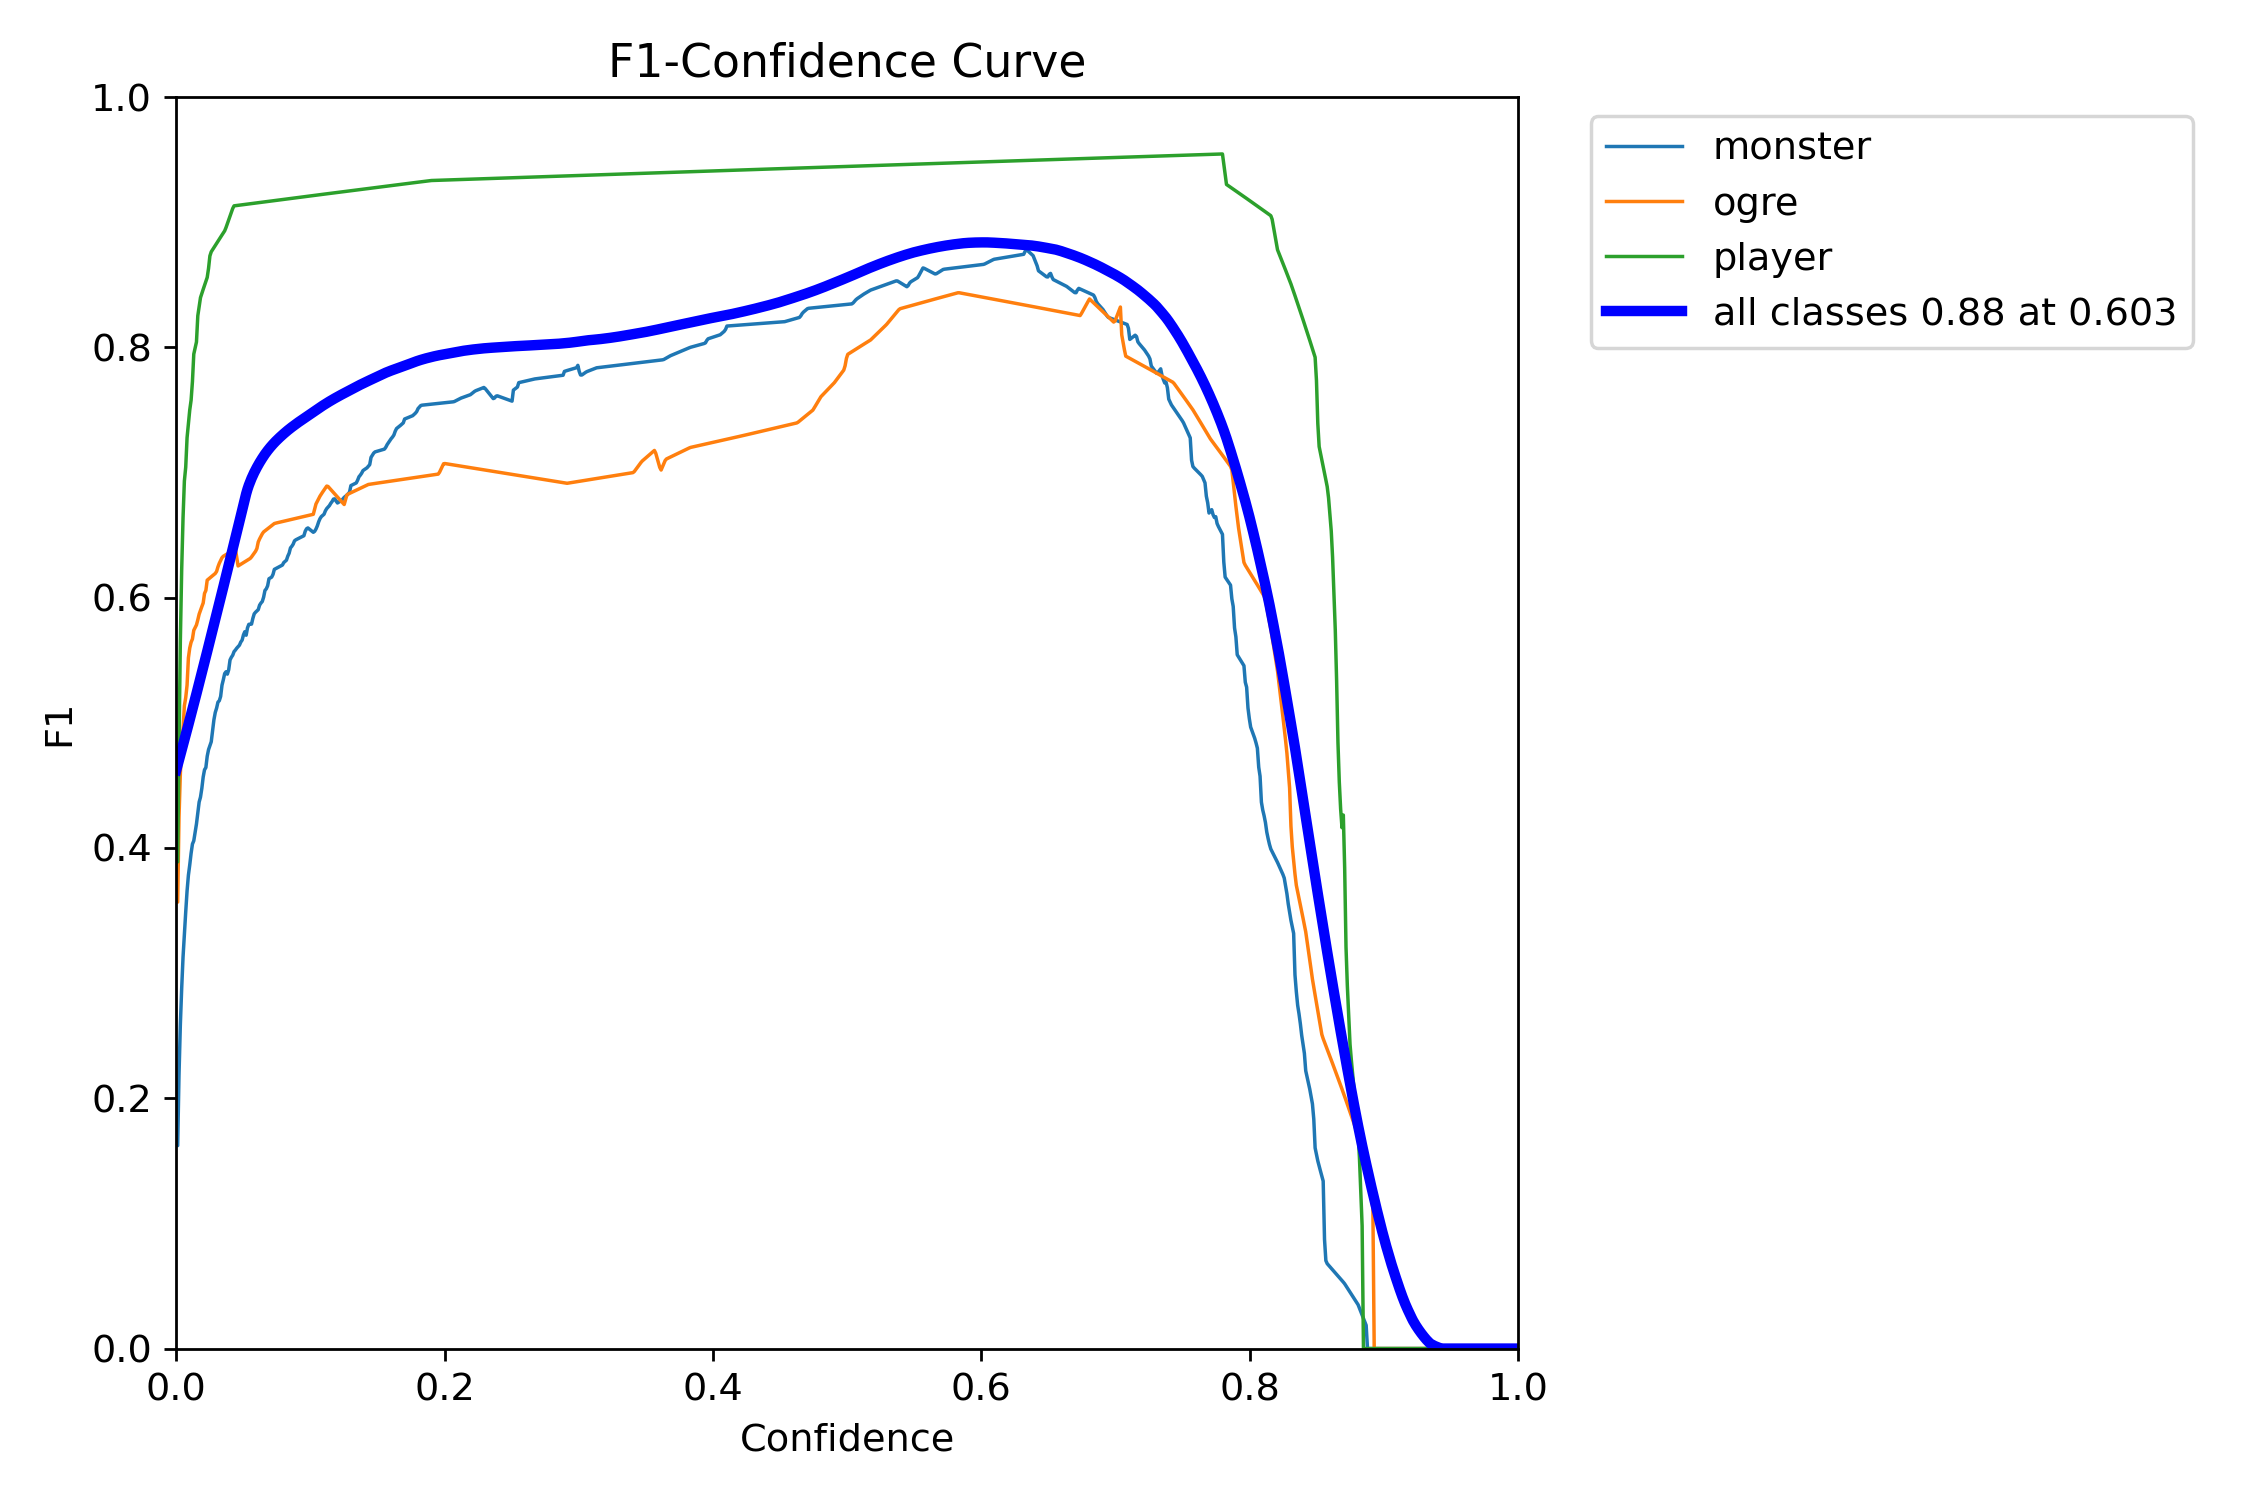 F1-Confidence Curve
1.0
0.8
0.6
0.4
0.2
0.0
F1
0.0 0.2 0.4 0.6 0.8 1.0
Confidence
monster
ogre
player
all classes 0.88 at 0.603